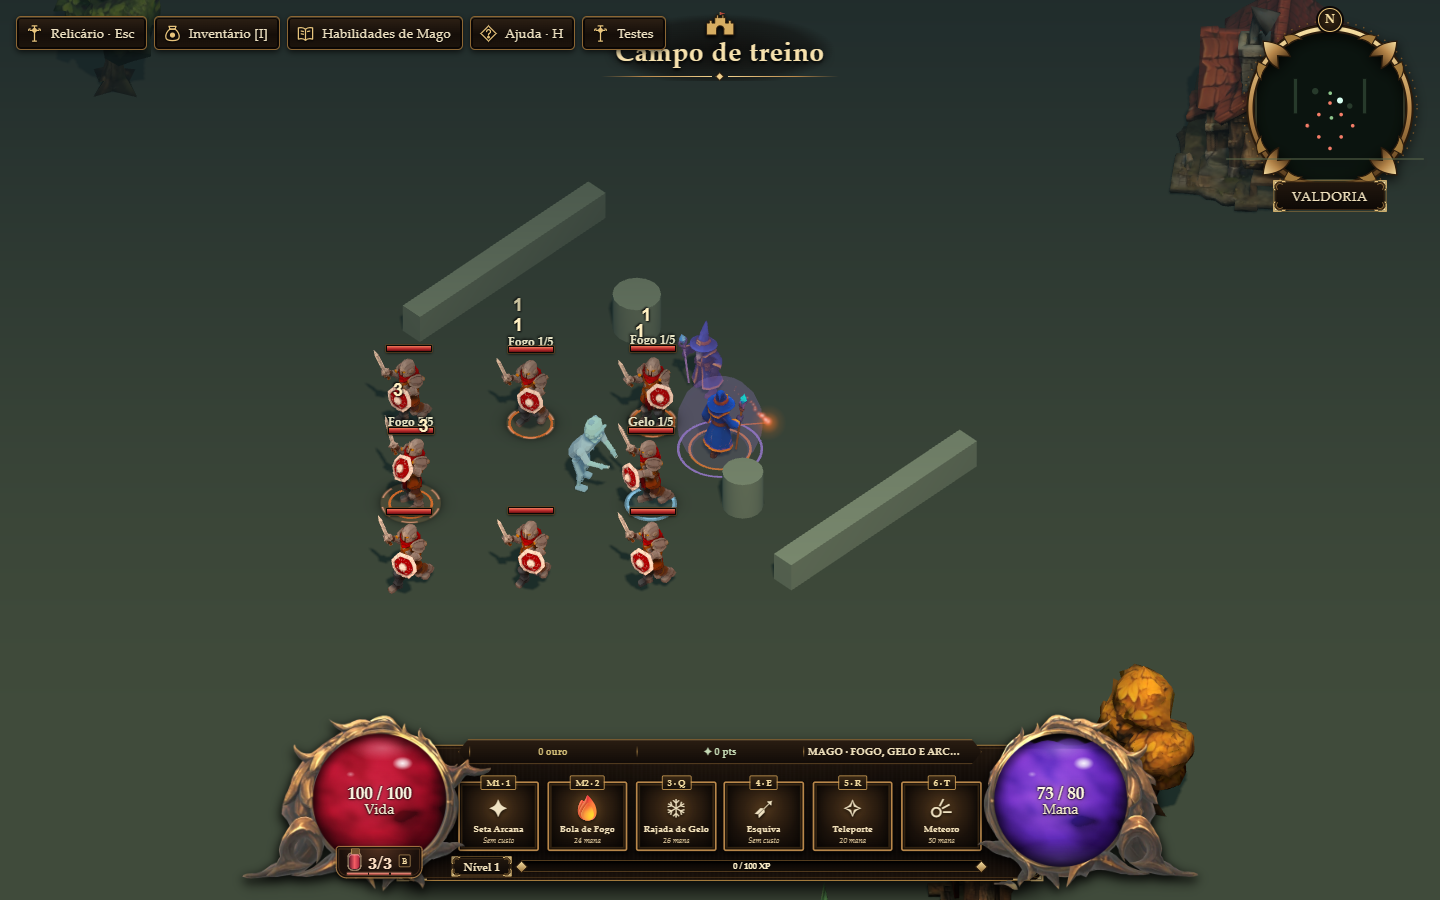 Relicário · Esc
Inventário [I]
Habilidades de Mago
Ajuda · H
Testes
Campo de treino
N
VALDORIA
1
1
Fogo 1/5
1
1
Fogo 1/5
3
3
Gelo 1/5
100 / 100
Vida
3/3
B
0 ouro
0 pts
MAGO · FOGO, GELO E ARC...
M1 · 1
Seta Arcana
Sem custo
M2 · 2
Bola de Fogo
24 mana
3 · Q
Rajada de Gelo
26 mana
4 · E
Esquiva
Sem custo
5 · R
Teleporte
20 mana
6 · T
Meteoro
50 mana
Nível 1
0 / 100 XP
73 / 80
Mana